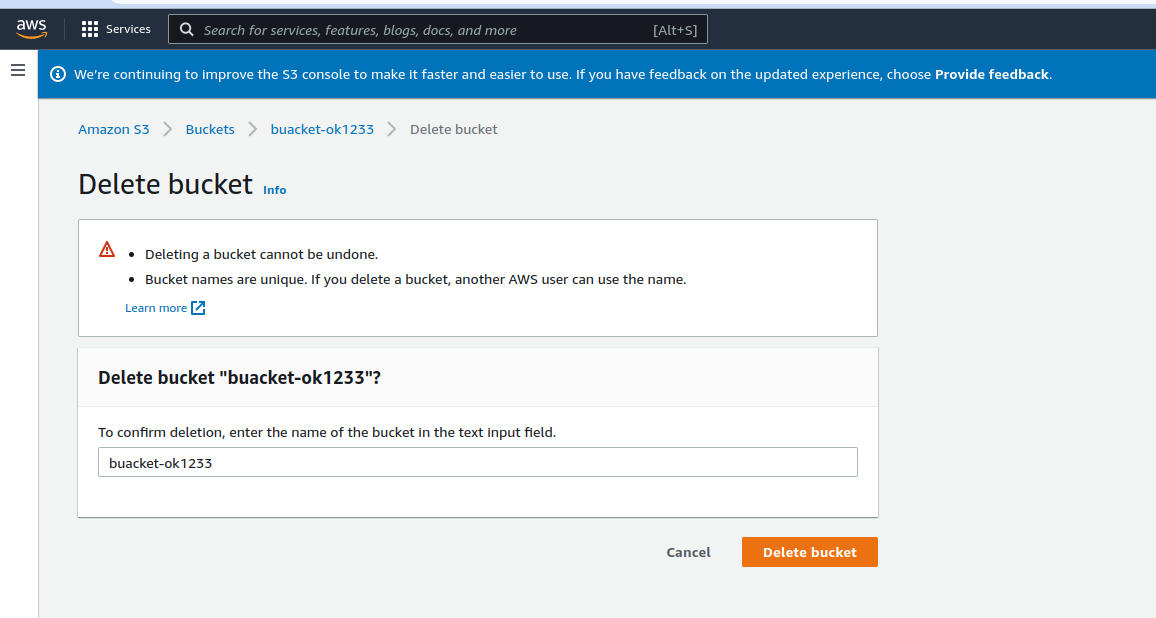 aws
Services
Search for services, features, blogs, docs, and more
[Alt+S]
We're continuing to improve the S3 console to make it faster and easier to use. If you have feedback on the updated experience, choose Provide feedback.
Amazon S3
Buckets
buacket-ok1233
Delete bucket
Delete bucket Info
Deleting a bucket cannot be undone.
Bucket names are unique. If you delete a bucket, another AWS user can use the name.
Learn more
Delete bucket "buacket-ok1233"?
To confirm deletion, enter the name of the bucket in the text input field.
buacket-ok1233
Cancel
Delete bucket